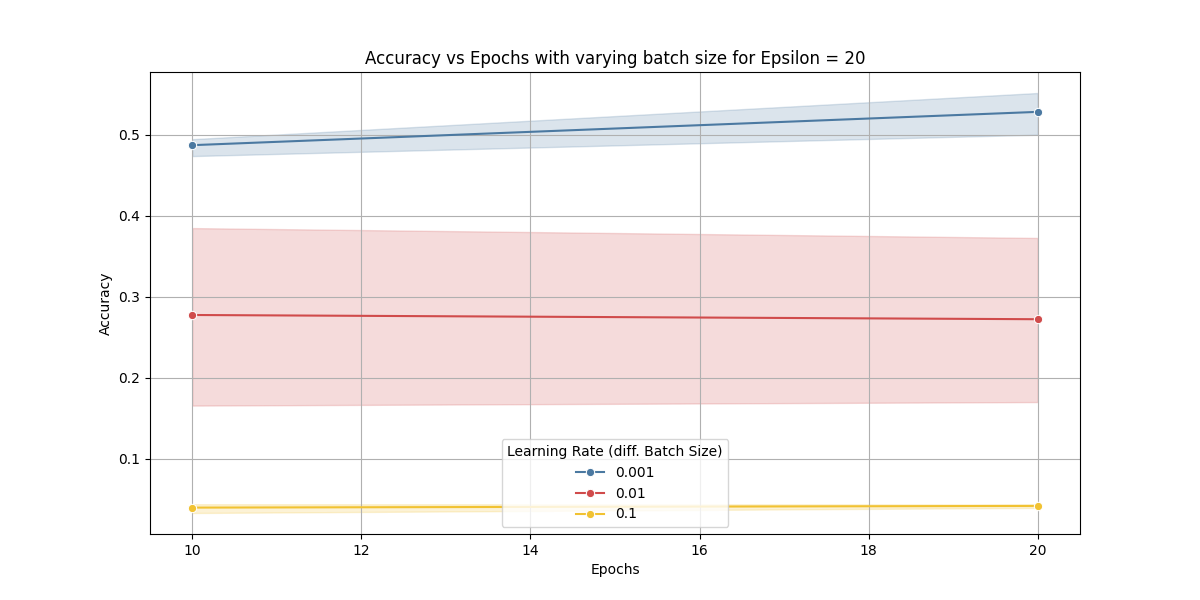 Accuracy vs Epochs with varying batch size for Epsilon = 20
0.5
0.4
0.3
0.2
0.1
Accuracy
Learning Rate (diff. Batch Size)
0.001
0.01
0.1
10 12 14 16 18 20
Epochs